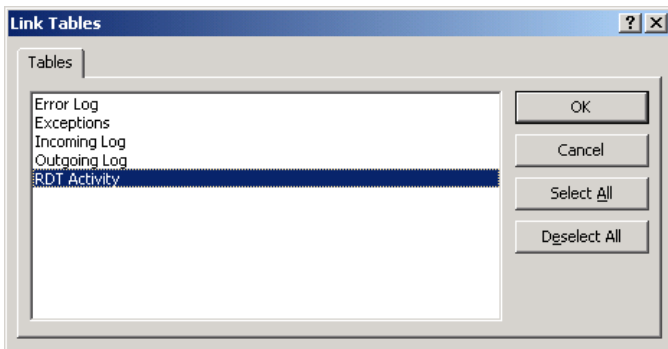 Link Tables
Tables
Error Log
Exceptions
Incoming Log
Outgoing Log
RDT Activity
OK
Cancel
Select All
Deselect All